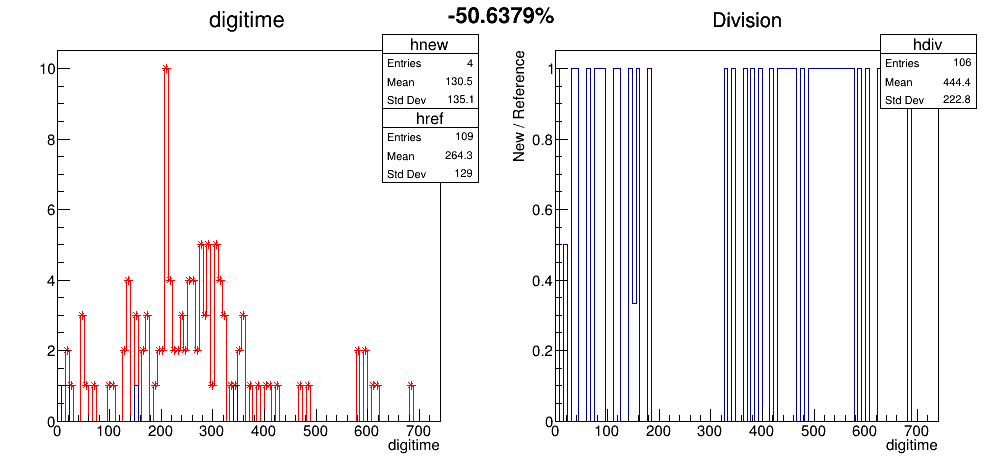 -50.6379%
digitime
hnew
Entries 4
Mean 130.5
Std Dev 135.1
href
Entries 109
Mean 264.3
Std Dev 129
10
8
6
4
2
0
0 100 200 300 400 500 600 700
digitime
Division
hdiv
Entries 106
Mean 444.4
Std Dev 222.8
New / Reference
1
0.8
0.6
0.4
0.2
0
0 100 200 300 400 500 600 700
digitime